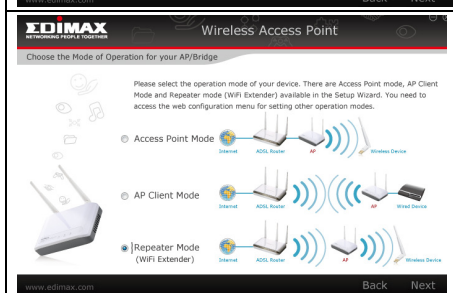 www.edimax.com Back Next
EDIMAX
NETWORKING PEOPLE TOGETHER
Wireless Access Point
Choose the Mode of Operation for your AP/Bridge
Please select the operation mode of your device. There are Access Point mode, AP Client
Mode and Repeater mode (WiFi Extender) available in the Setup Wizard. You need to
access the web configuration menu for setting other operation modes.
Access Point Mode
Internet ADSL Router AP Wireless Device
AP Client Mode
Internet ADSL Router AP Wired Device
Repeater Mode
(WiFi Extender)
Internet ADSL Router AP Wireless Device
www.edimax.com Back Next